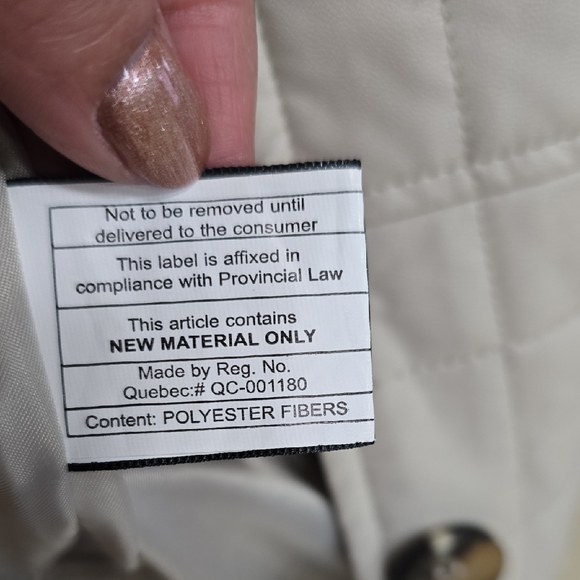 Not to be removed until
delivered to the consumer
This label is affixed in
compliance with Provincial Law
This article contains
NEW MATERIAL ONLY
Made by Reg. No.
Quebec:# QC-001180
Content: POLYESTER FIBERS